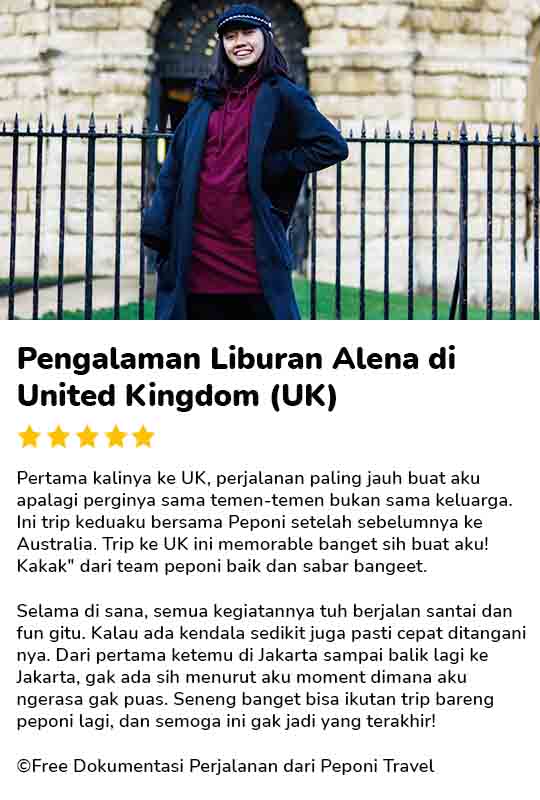 Pengalaman Liburan Alena di
United Kingdom (UK)
Pertama kalinya ke UK, perjalanan paling jauh buat aku
apalagi perginya sama temen-temen bukan sama keluarga.
Ini trip keduaku bersama Peponi setelah sebelumnya ke
Australia. Trip ke UK ini memorable banget sih buat aku!
Kakak" dari team peponi baik dan sabar bangeet.
Selama di sana, semua kegiatannya tuh berjalan santai dan
fun gitu. Kalau ada kendala sedikit juga pasti cepat ditangani
nya. Dari pertama ketemu di Jakarta sampai balik lagi ke
Jakarta, gak ada sih menurut aku moment dimana aku
ngerasa gak puas. Seneng banget bisa ikutan trip bareng
peponi lagi, dan semoga ini gak jadi yang terakhir!
©Free Dokumentasi Perjalanan dari Peponi Travel